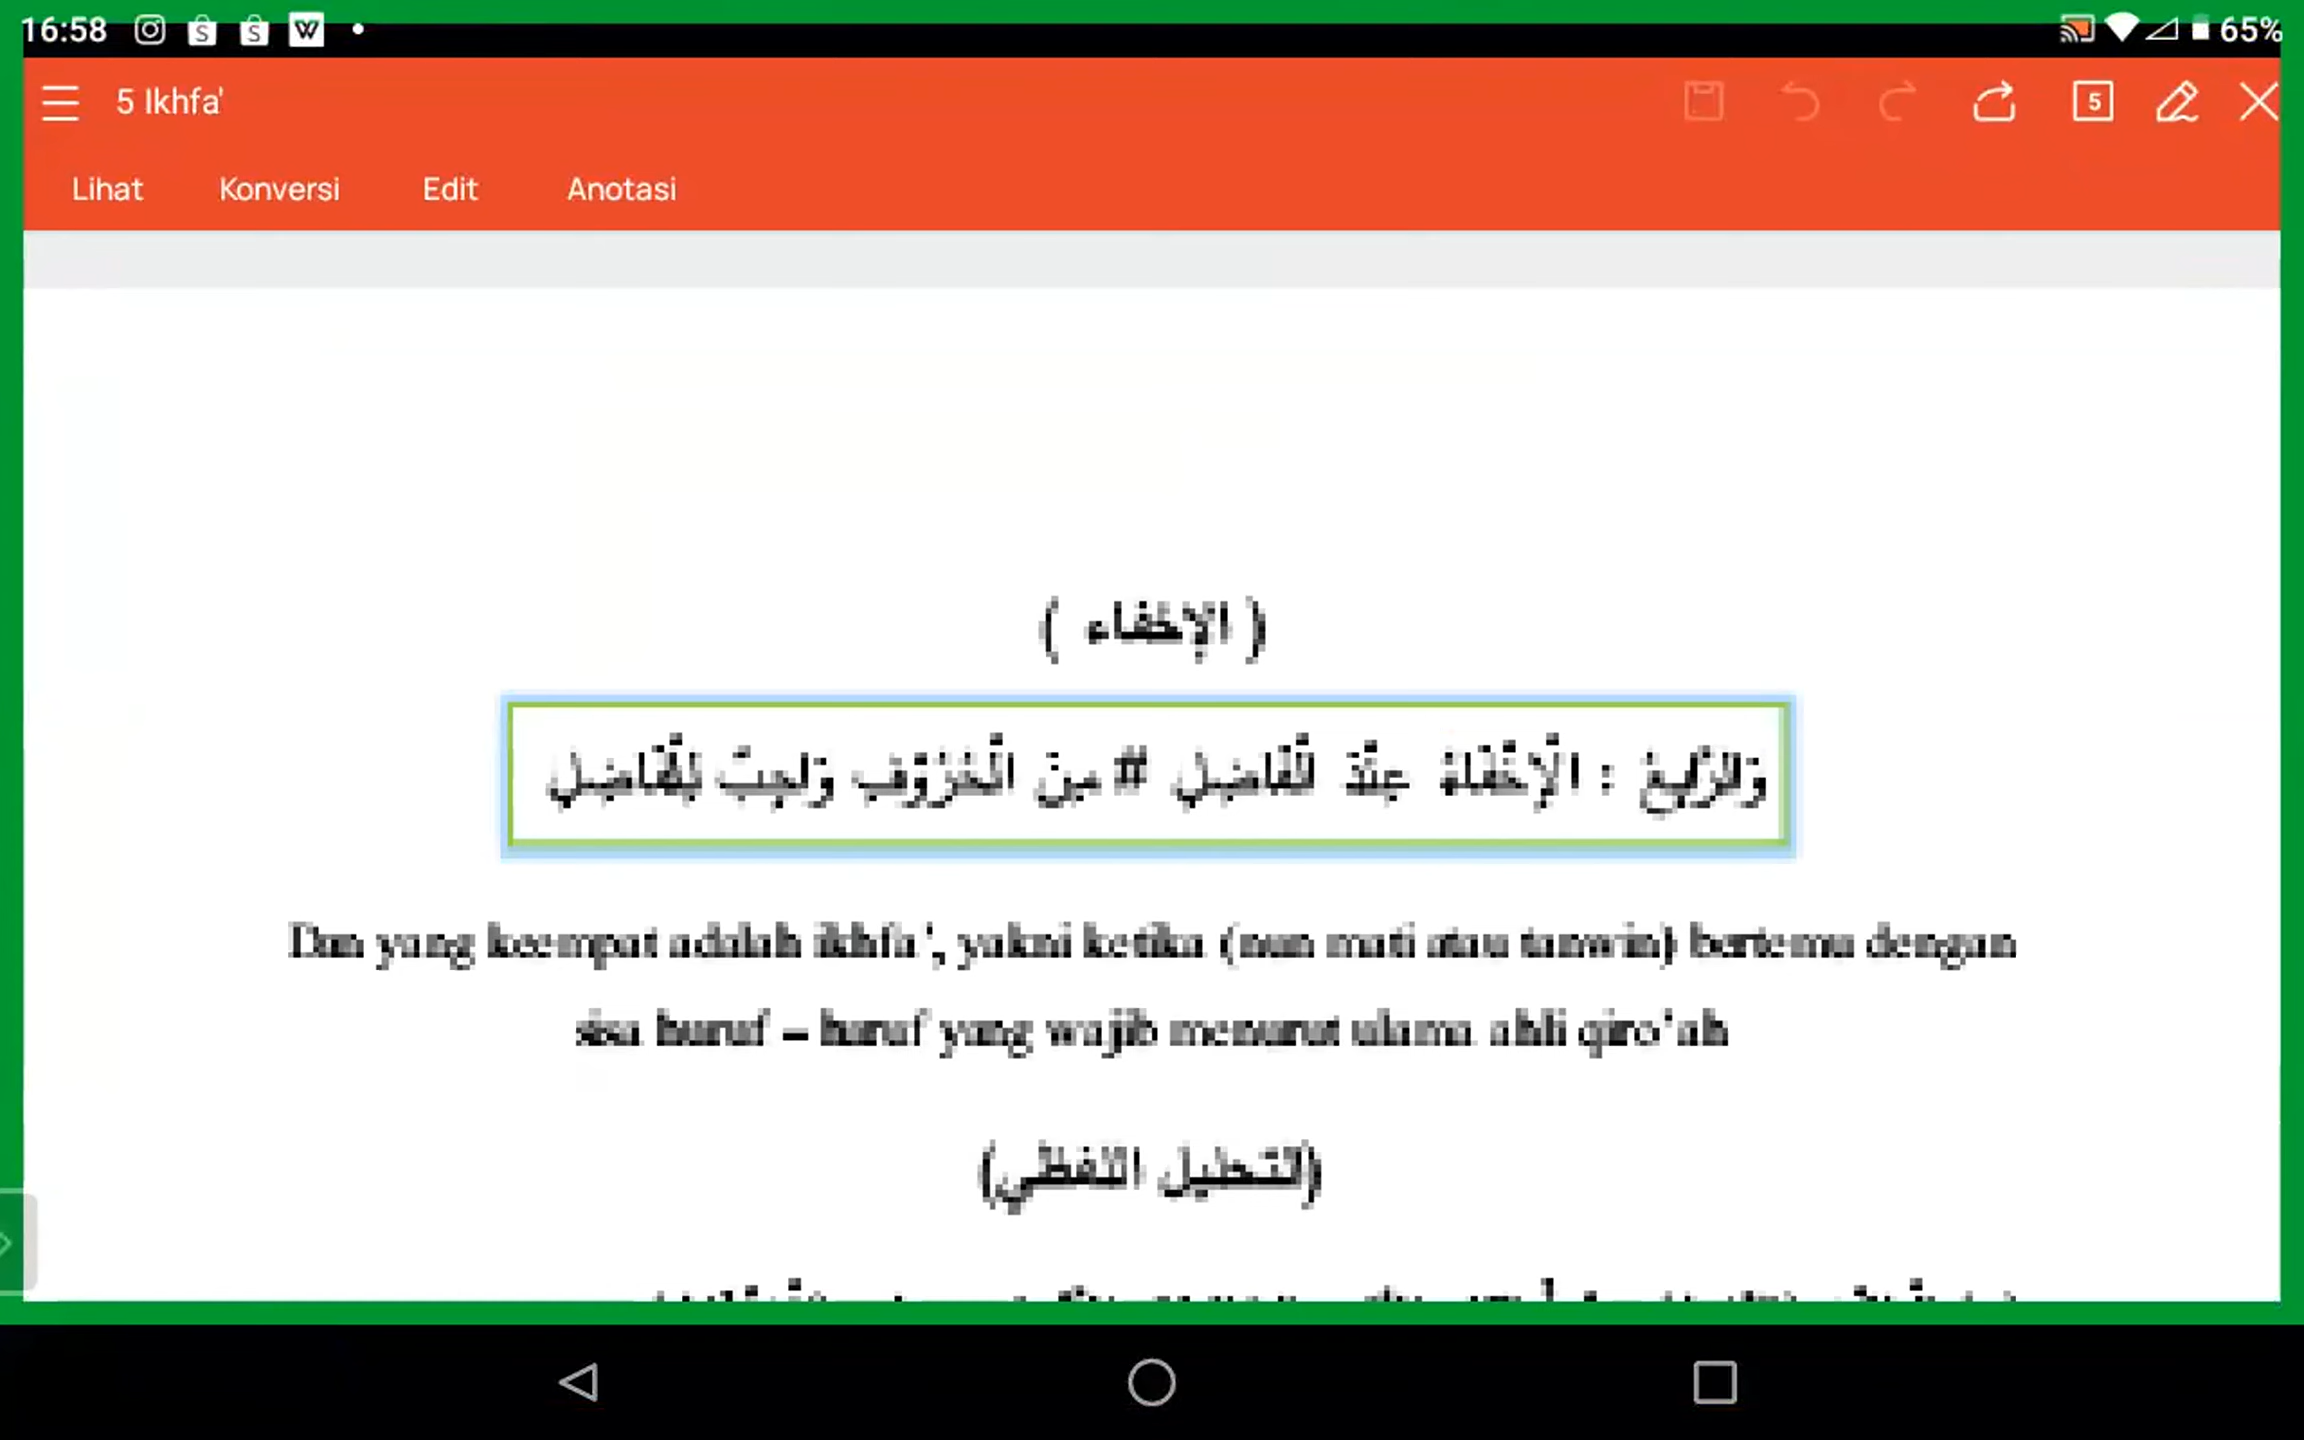 16:58 65%
5 Ikhfa' 5
Lihat Konversi Edit Anotasi
( الإخفاء )
وَالرَّابِعُ : الْإِخْفَاءُ عِنْدَ الْفَاضِلِ # مِنَ الْحُرُوْفِ وَاجِبٌ لِلْفَاضِلِ
Dan yang keempat adalah ikhfa', yakni ketika (nun mati atau tanwin) bertemu dengan
sisa huruf – huruf yang wajib menurut ulama ahli qiro'ah
(التحليل اللفظي)